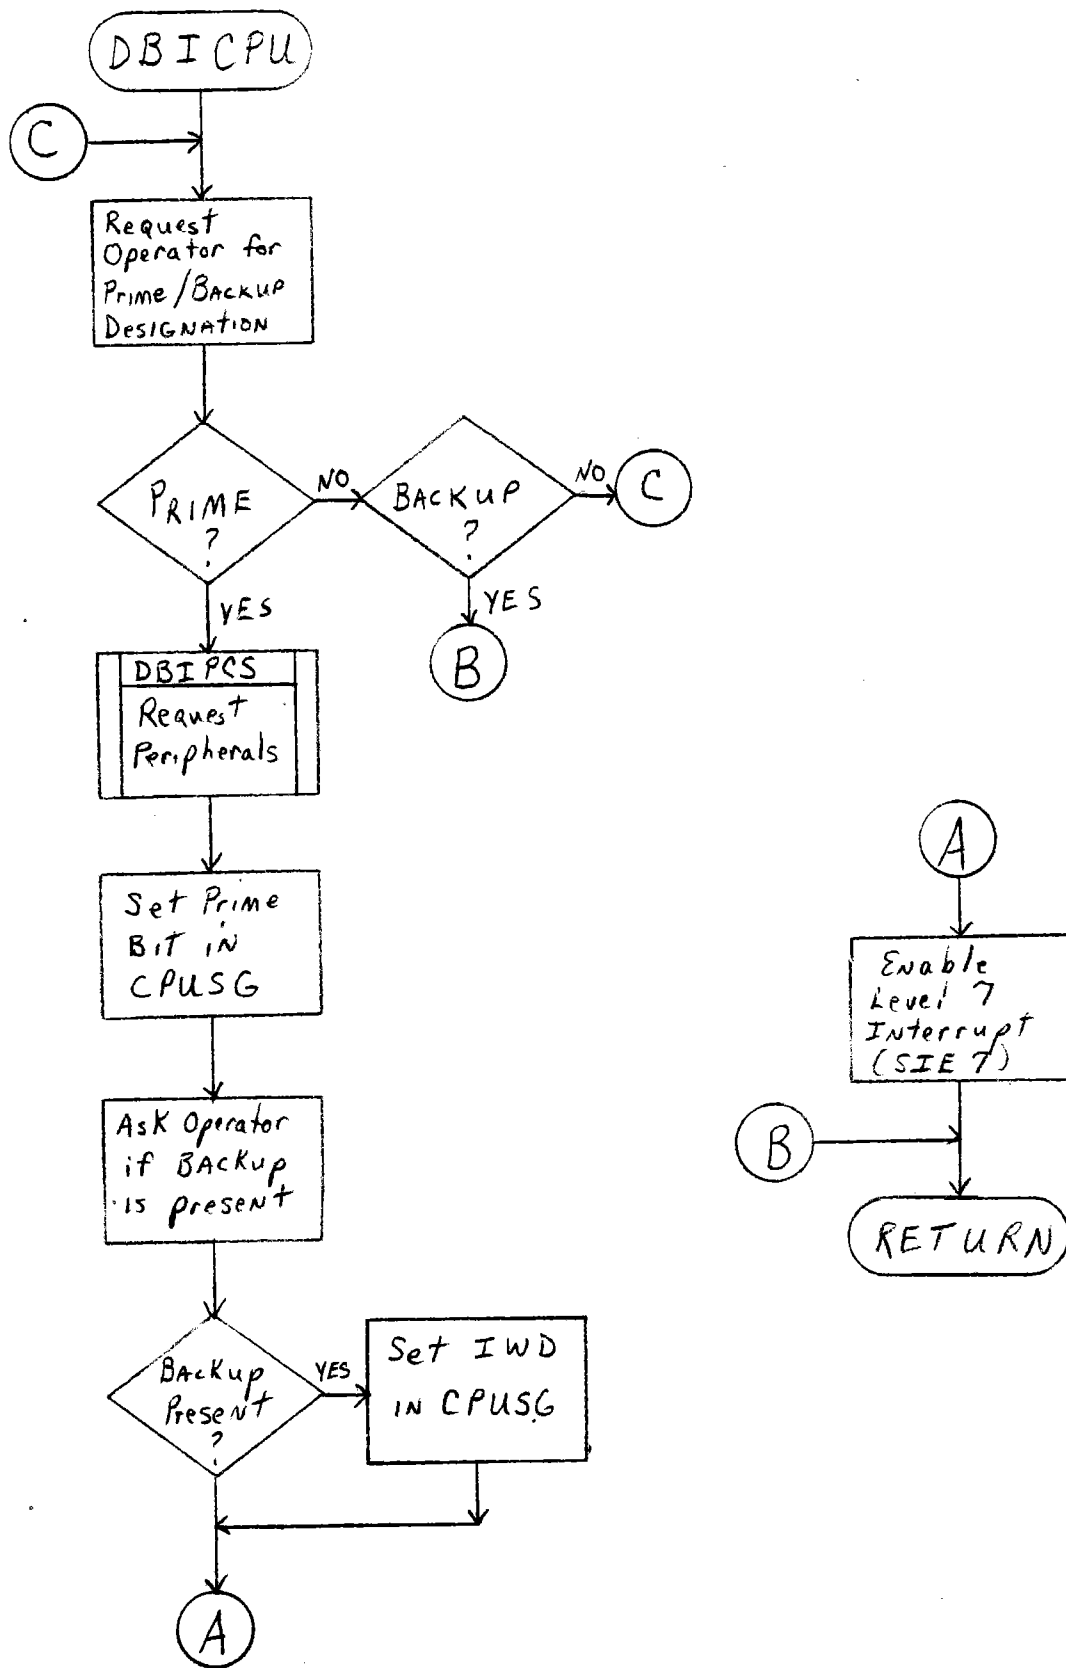 DBICPU
C
Request
Operator for
Prime/Backup
Designation
PRIME
?
NO
BACKUP
?
NO
C
YES
YES
B
DBIPCS
Request
Peripherals
Set Prime
Bit in
CPUSG
Ask Operator
if Backup
is present
Backup
Present
?
YES
Set IWD
in CPUSG
A
A
Enable
Level 7
Interrupt
(SIE 7)
B
RETURN